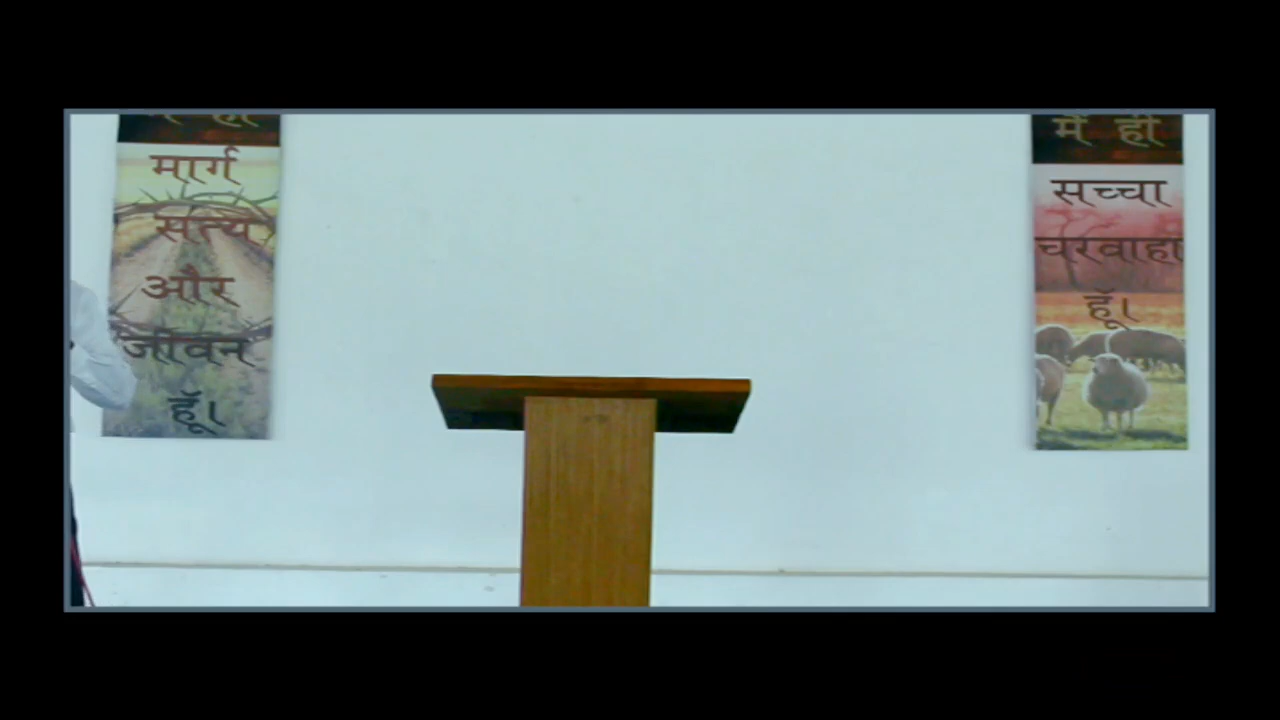 मार्ग
सत्य
और
जीवन
हूॅं।
मैं ही
सच्चा
चरवाहा
हूॅं।